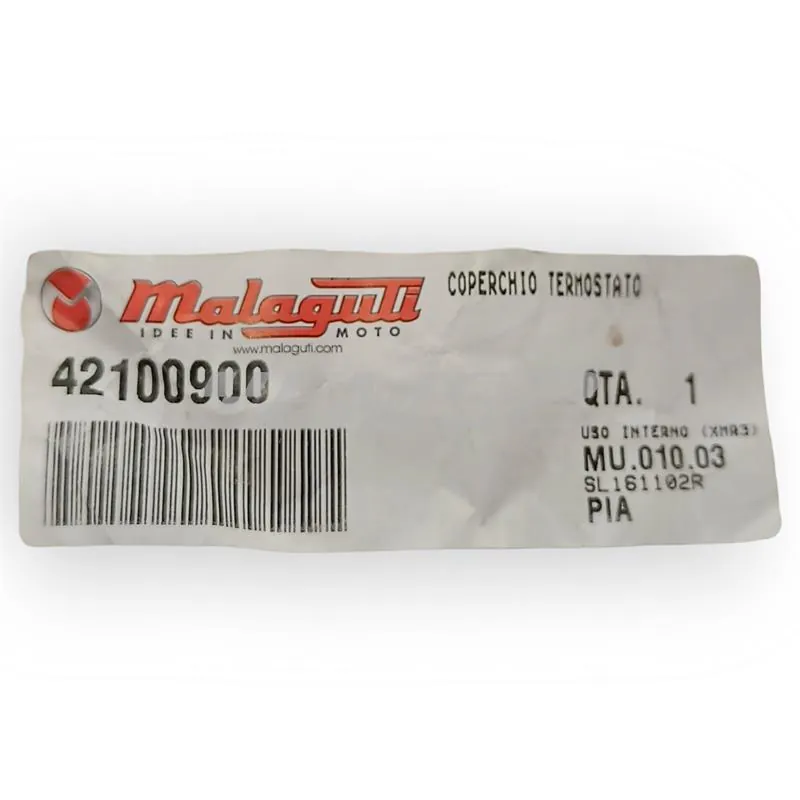 Malaguti
IDEE IN MOTO
www.malaguti.com
COPERCHIO TERMOSTATO
42100900
QTA. 1
USO INTERNO (XMR3)
MU.010.03
SL161102R
PIA